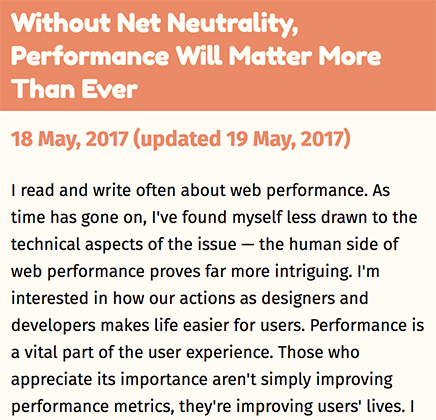 Without Net Neutrality,
Performance Will Matter More
Than Ever
18 May, 2017 (updated 19 May, 2017)
I read and write often about web performance. As
time has gone on, I've found myself less drawn to the
technical aspects of the issue — the human side of
web performance proves far more intriguing. I'm
interested in how our actions as designers and
developers makes life easier for users. Performance is
a vital part of the user experience. Those who
appreciate its importance aren't simply improving
performance metrics, they're improving users' lives. I